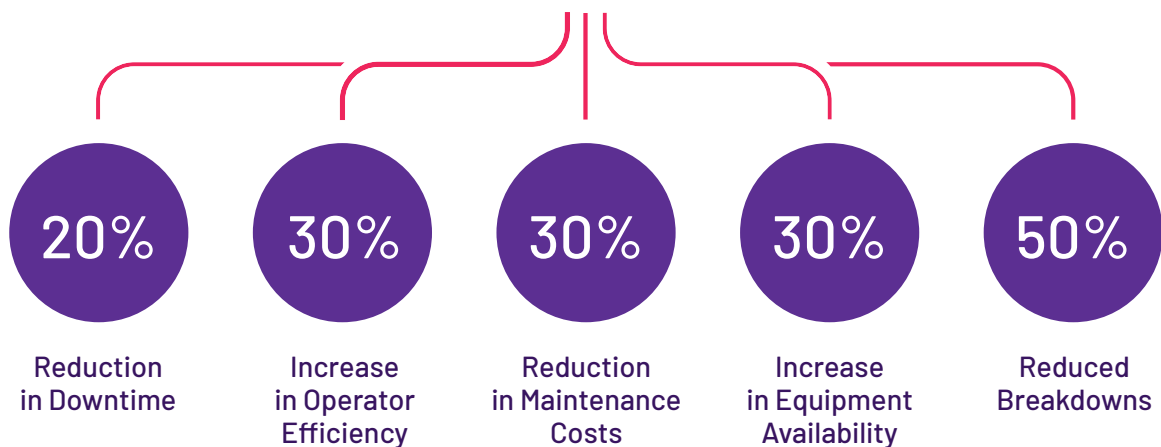 20%
30%
30%
30%
50%
Reduction
in Downtime
Increase
in Operator
Efficiency
Reduction
in Maintenance
Costs
Increase
in Equipment
Availability
Reduced
Breakdowns